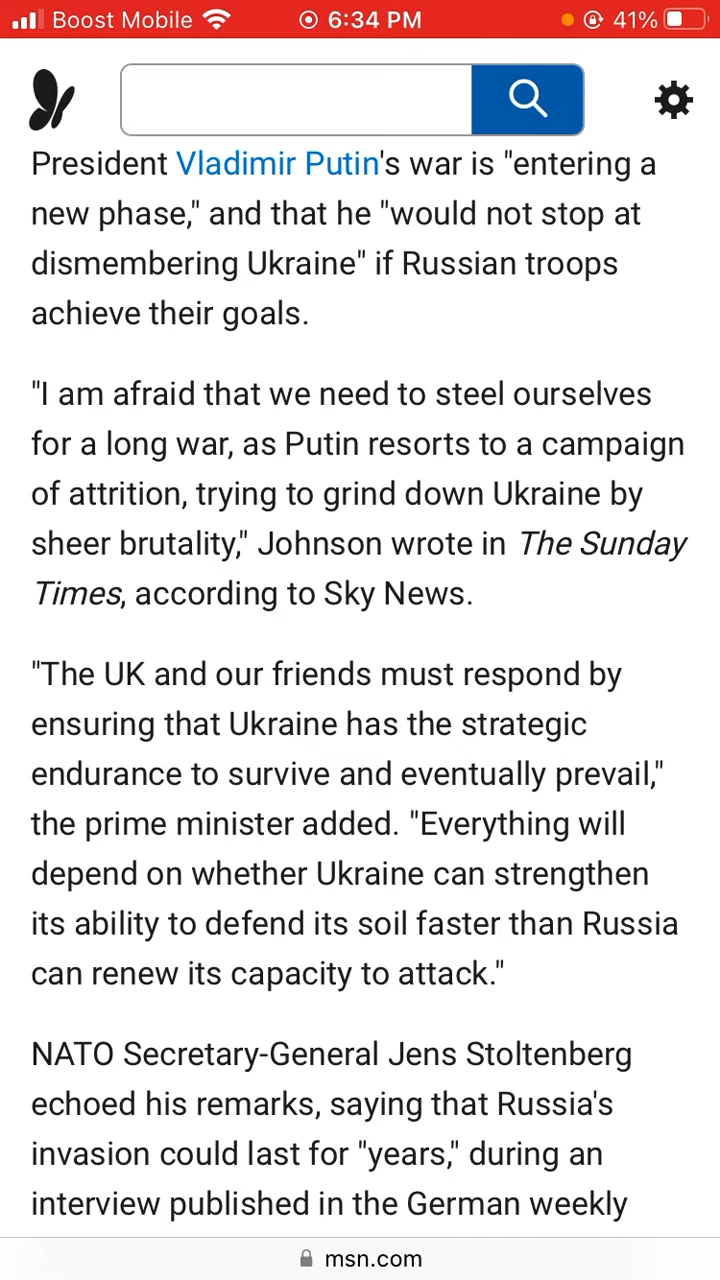 Boost Mobile 6:34 PM 41%
President Vladimir Putin's war is "entering a
new phase," and that he "would not stop at
dismembering Ukraine" if Russian troops
achieve their goals.
"I am afraid that we need to steel ourselves
for a long war, as Putin resorts to a campaign
of attrition, trying to grind down Ukraine by
sheer brutality," Johnson wrote in The Sunday
Times, according to Sky News.
"The UK and our friends must respond by
ensuring that Ukraine has the strategic
endurance to survive and eventually prevail,"
the prime minister added. "Everything will
depend on whether Ukraine can strengthen
its ability to defend its soil faster than Russia
can renew its capacity to attack."
NATO Secretary-General Jens Stoltenberg
echoed his remarks, saying that Russia's
invasion could last for "years," during an
interview published in the German weekly
msn.com